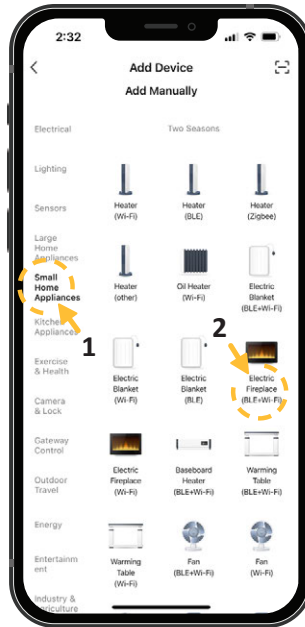 2:32
Add Device
Add Manually
Electrical
Lighting
Sensors
Large
Home
Appliances
Small
Home
Appliances
1
Kitchen
Appliances
Exercise
& Health
Camera
& Lock
Gateway
Control
Outdoor
Travel
Energy
Entertainm
ent
Industry &
Agriculture
Two Seasons
Heater
(Wi-Fi)
Heater
(BLE)
Heater
(Zigbee)
Heater
(other)
Oil Heater
(Wi-Fi)
Electric
Blanket
(BLE+Wi-Fi)
2
Electric
Blanket
(Wi-Fi)
Electric
Blanket
(BLE)
Electric
Fireplace
(BLE+Wi-Fi)
Electric
Fireplace
(Wi-Fi)
Baseboard
Heater
(BLE+Wi-Fi)
Warming
Table
(BLE+Wi-Fi)
Warming
Table
(Wi-Fi)
Fan
(BLE+Wi-Fi)
Fan
(Wi-Fi)